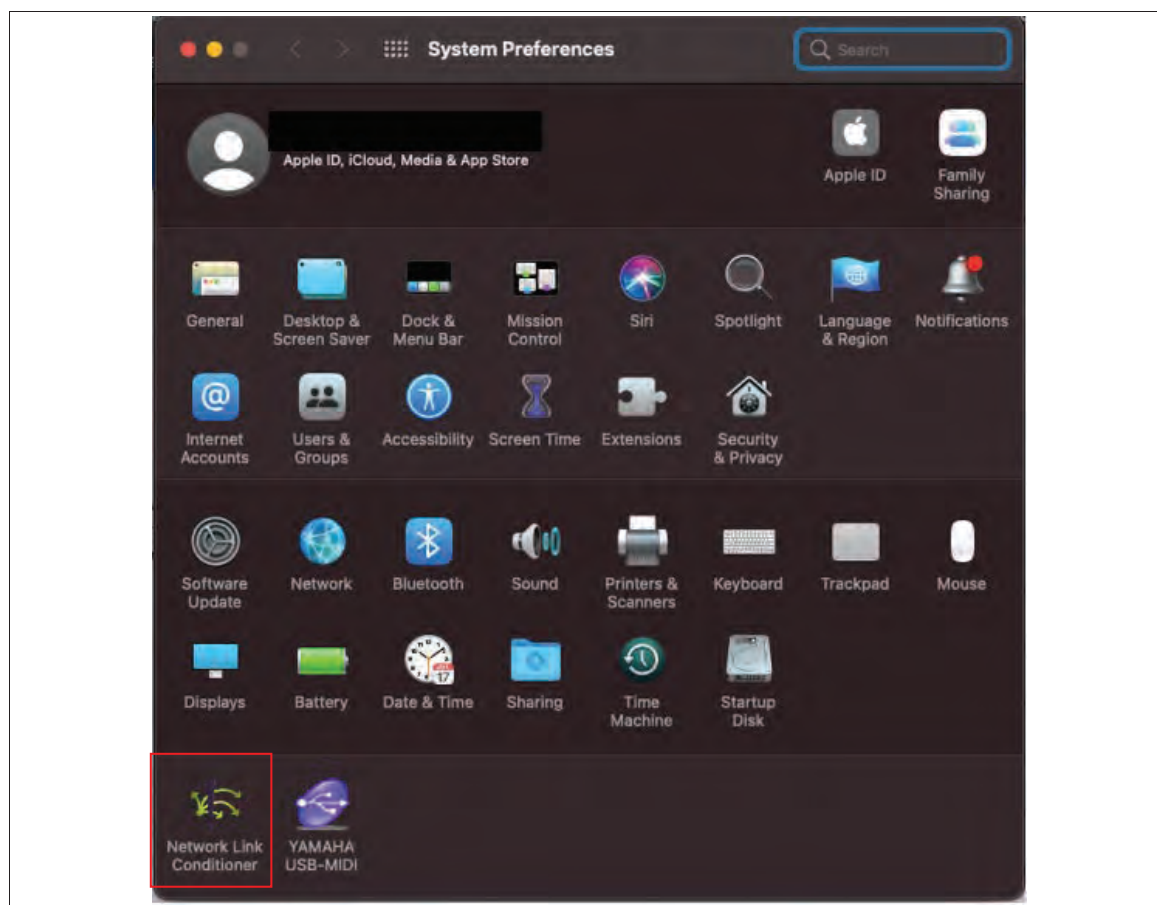 System Preferences
Search
Apple ID, iCloud, Media & App Store
Apple ID
Family
Sharing
General
Desktop &
Screen Saver
Dock &
Menu Bar
Mission
Control
Siri
Spotlight
Language
& Region
Notifications
Internet
Accounts
Users &
Groups
Accessibility
Screen Time
Extensions
Security
& Privacy
Software
Update
Network
Bluetooth
Sound
Printers &
Scanners
Keyboard
Trackpad
Mouse
Displays
Battery
JUL
17
Date & Time
Sharing
Time
Machine
Startup
Disk
Network Link
Conditioner
YAMAHA
USB-MIDI